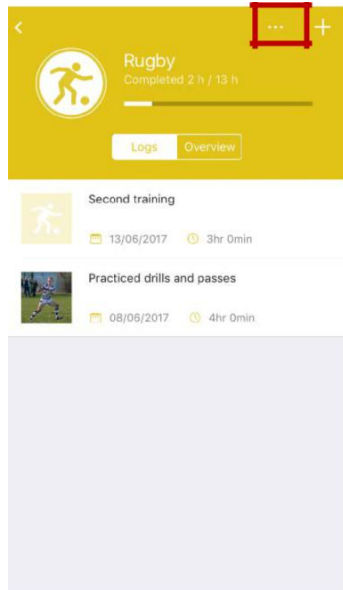 Rugby
Completed 2 h / 13 h
Logs Overview
Second training
13/06/2017 3hr 0min
Practiced drills and passes
08/06/2017 4hr 0min